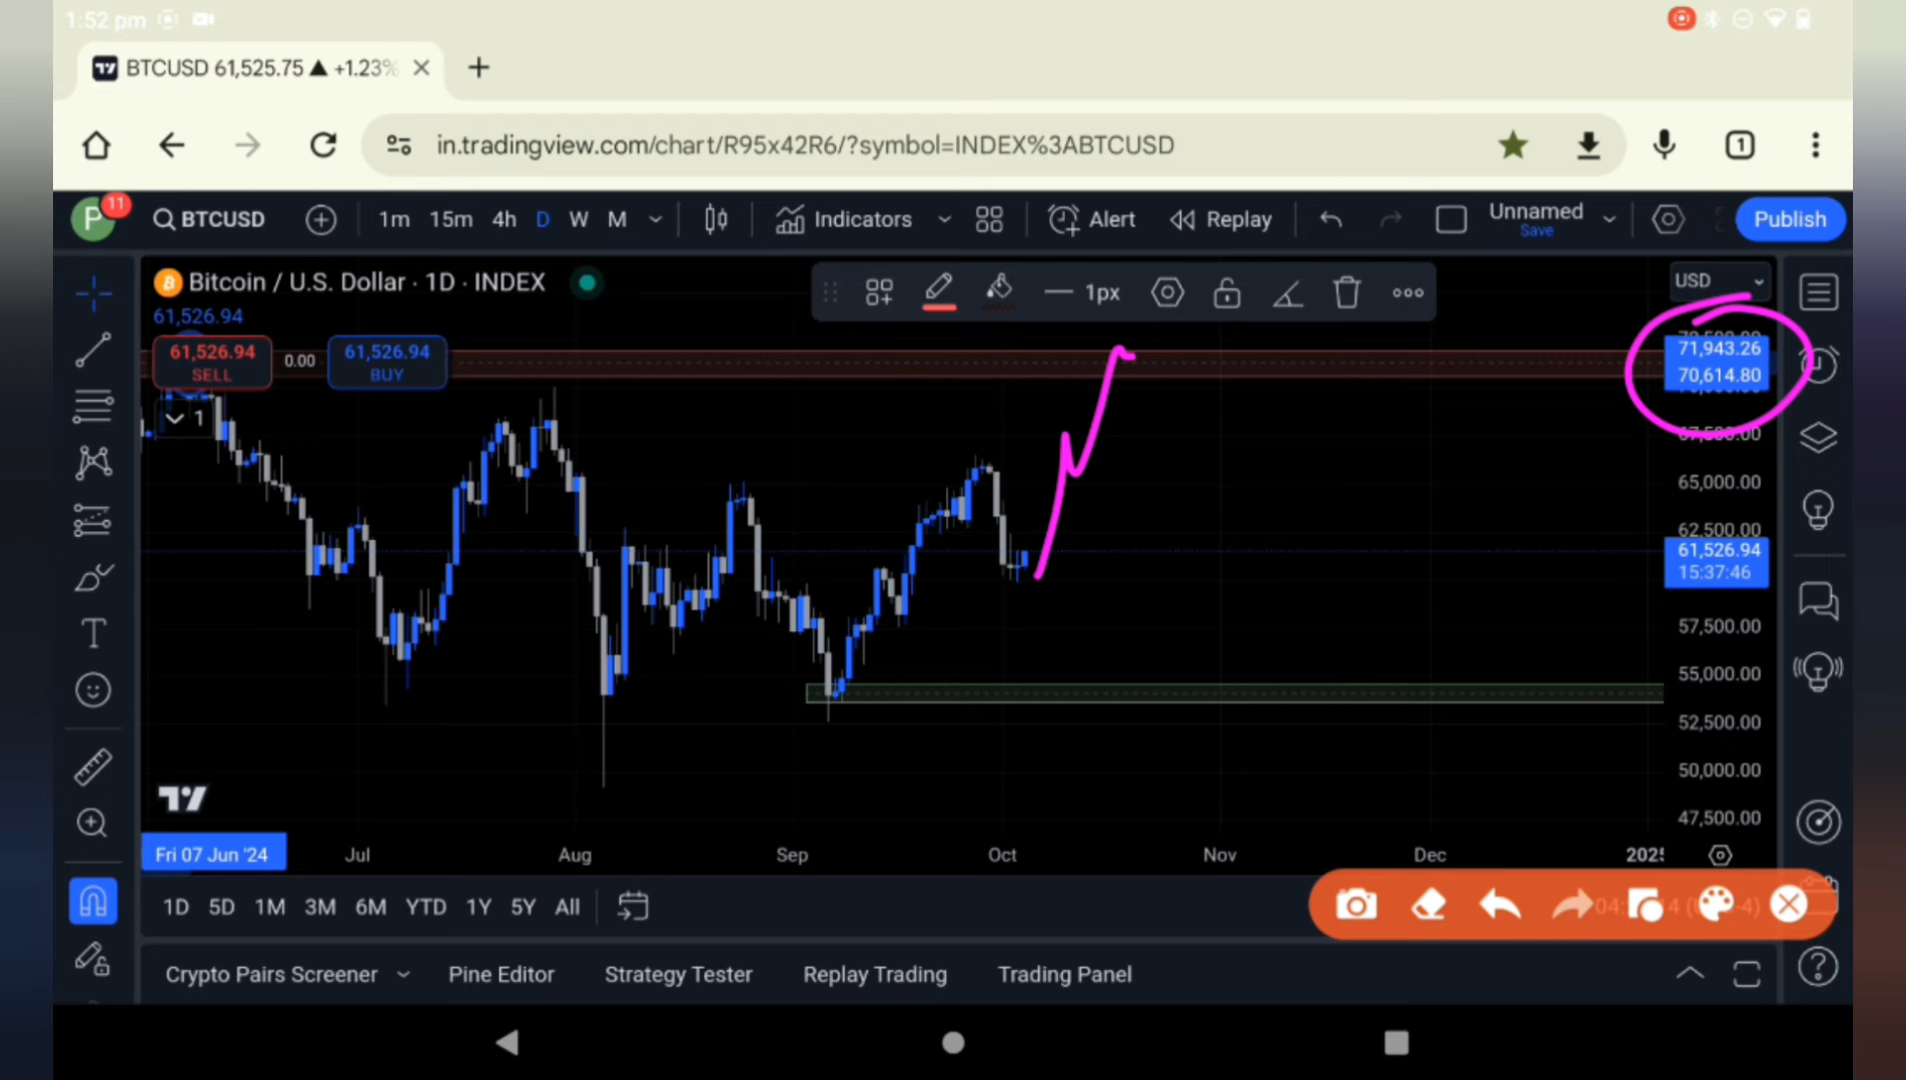 1:52 pm
BTCUSD 61,525.75 ▲ +1.23%
in.tradingview.com/chart/R95x42R6/?symbol=INDEX%3ABTCUSD
1
P
11
BTCUSD
1m 15m 4h D W M
Indicators
Alert
Replay
Unnamed
Save
Publish
Bitcoin / U.S. Dollar · 1D · INDEX
61,526.94
1px
USD
61,526.94
SELL
0.00
61,526.94
BUY
1
71,943.26
70,614.80
67,500.00
65,000.00
62,500.00
61,526.94
15:37:46
57,500.00
55,000.00
52,500.00
50,000.00
47,500.00
Fri 07 Jun '24 Jul Aug Sep Oct Nov Dec
1D 5D 1M 3M 6M YTD 1Y 5Y All
Crypto Pairs Screener Pine Editor Strategy Tester Replay Trading Trading Panel